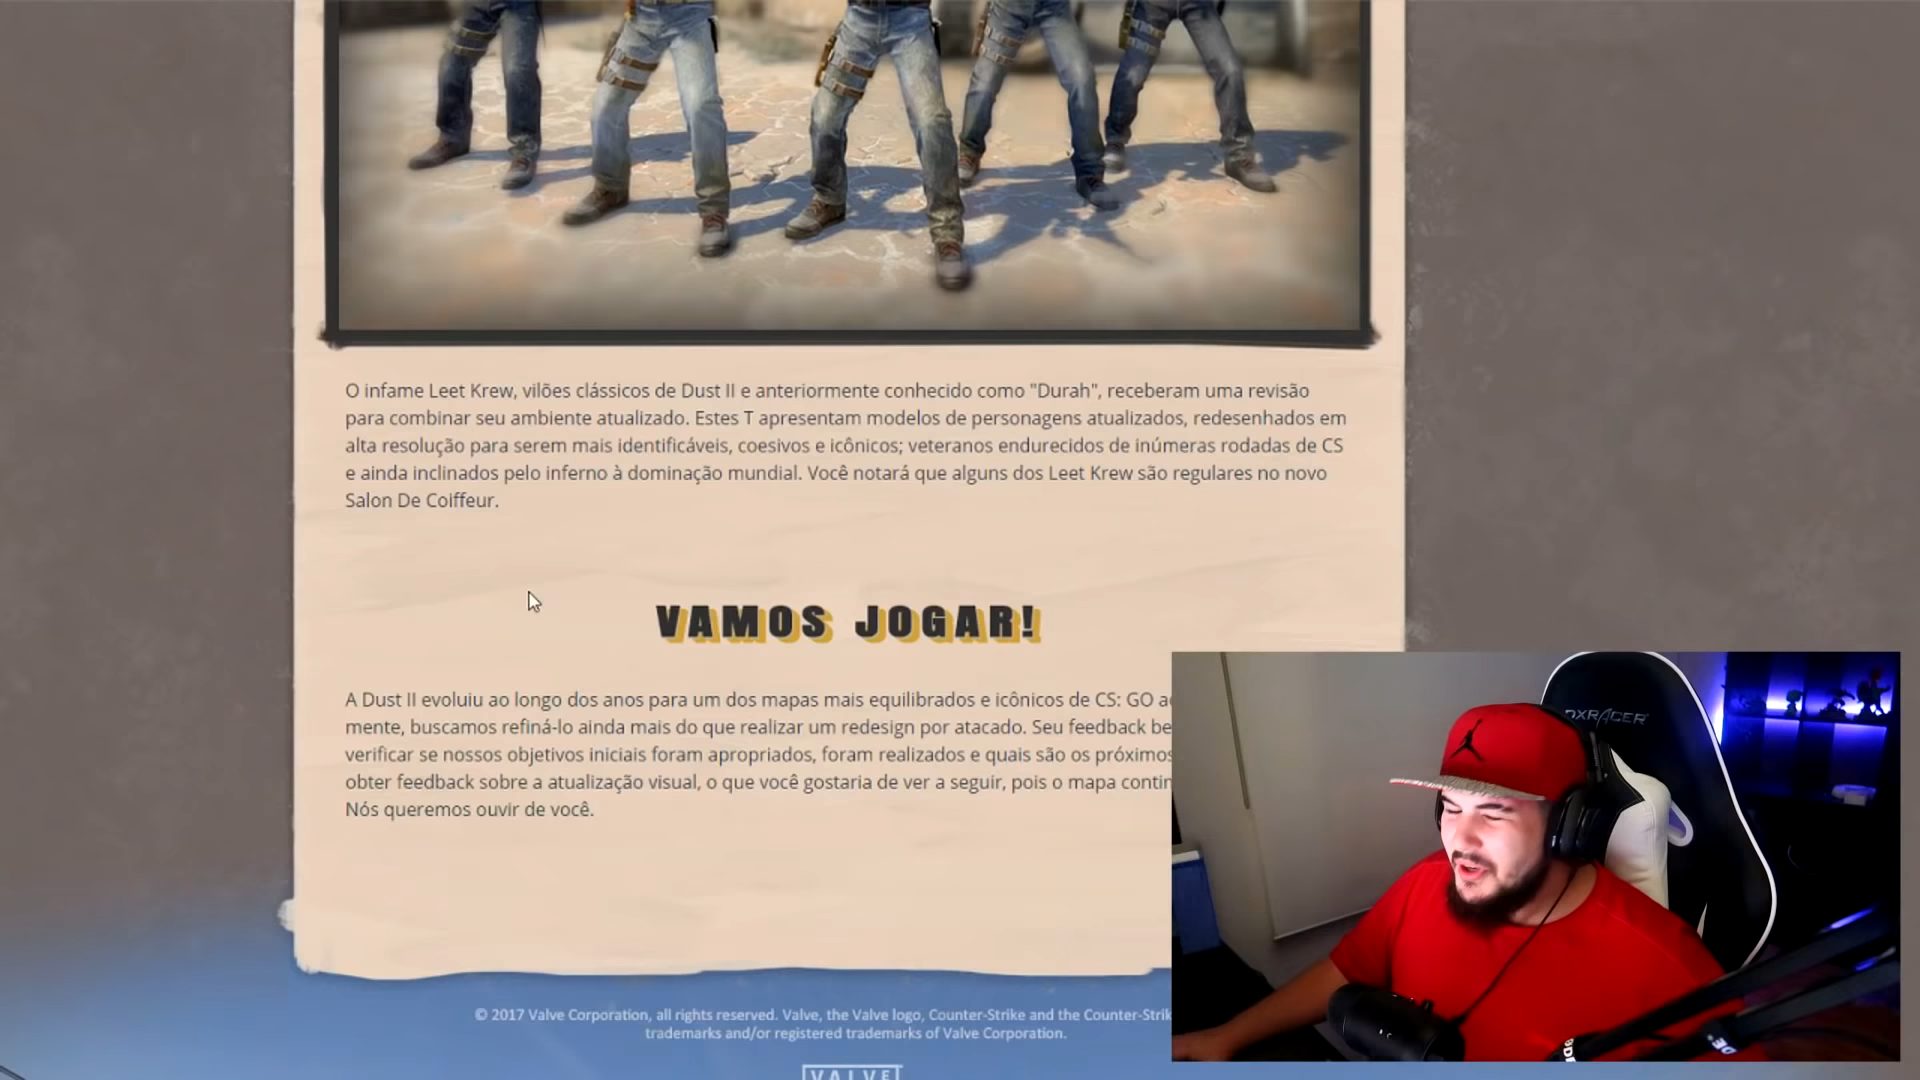 O infame Leet Krew, vilões clássicos de Dust II e anteriormente conhecido como "Durah", receberam uma revisão
para combinar seu ambiente atualizado. Estes T apresentam modelos de personagens atualizados, redesenhados em
alta resolução para serem mais identificáveis, coesivos e icônicos; veteranos endurecidos de inúmeras rodadas de CS
e ainda inclinados pelo inferno à dominação mundial. Você notará que alguns dos Leet Krew são regulares no novo
Salon De Coiffeur.
VAMOS JOGAR!
A Dust II evoluiu ao longo dos anos para um dos mapas mais equilibrados e icônicos de CS: GO
mente, buscamos refiná-lo ainda mais do que realizar um redesign por atacado. Seu feedback
verificar se nossos objetivos iniciais foram apropriados, foram realizados e quais são os próximos
obter feedback sobre a atualização visual, o que você gostaria de ver a seguir, pois o mapa
Nós queremos ouvir de você.
© 2017 Valve Corporation, all rights reserved. Valve, the Valve logo, Counter-Strike and the
trademarks and/or registered trademarks of Valve Corporation.
VALVE
DXRACER